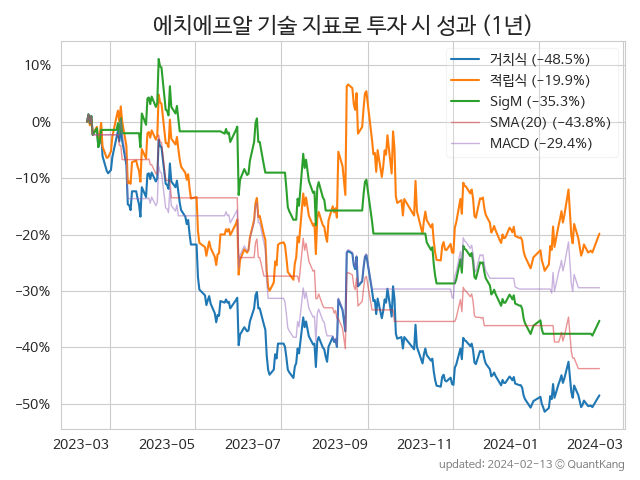 에치에프알 기술 지표로 투자 시 성과 (1년)
거치식 (−48.5%)
적립식 (−19.9%)
SigM (−35.3%)
SMA(20) (−43.8%)
MACD (−29.4%)
10%
0%
−10%
−20%
−30%
−40%
−50%
2023-03 2023-05 2023-07 2023-09 2023-11 2024-01 2024-03
updated: 2024-02-13 © QuantKang